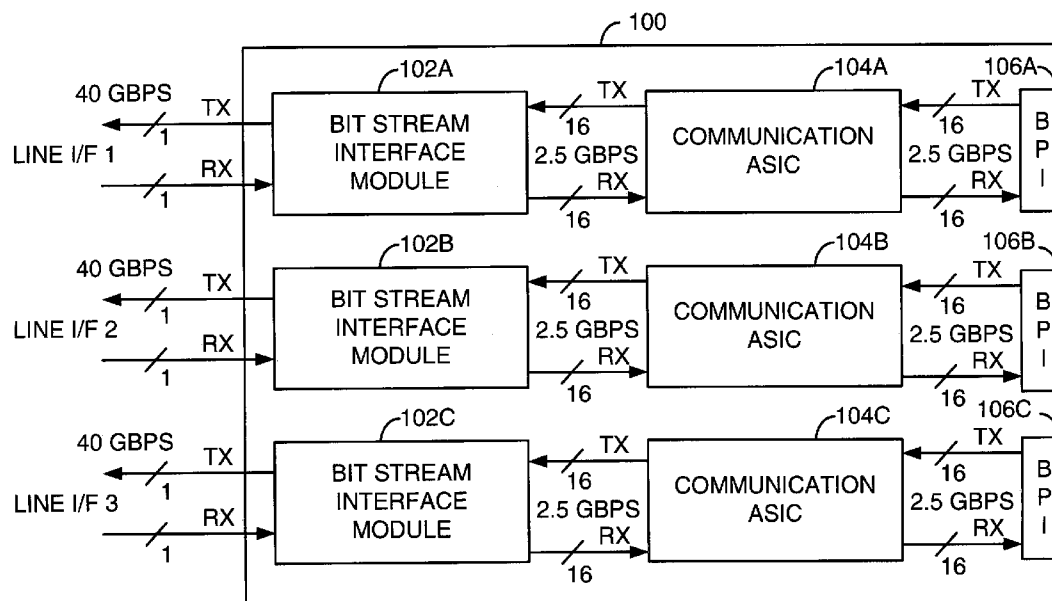 100
102A
104A
106A
40 GBPS
TX
1
LINE I/F 1
RX
1
BIT STREAM
INTERFACE
MODULE
TX
16
2.5 GBPS
RX
16
COMMUNICATION
ASIC
TX
16
2.5 GBPS
RX
16
B
P
I
102B
104B
106B
40 GBPS
TX
1
LINE I/F 2
RX
1
BIT STREAM
INTERFACE
MODULE
TX
16
2.5 GBPS
RX
16
COMMUNICATION
ASIC
TX
16
2.5 GBPS
RX
16
B
P
I
102C
104C
106C
40 GBPS
TX
1
LINE I/F 3
RX
1
BIT STREAM
INTERFACE
MODULE
TX
16
2.5 GBPS
RX
16
COMMUNICATION
ASIC
TX
16
2.5 GBPS
RX
16
B
P
I